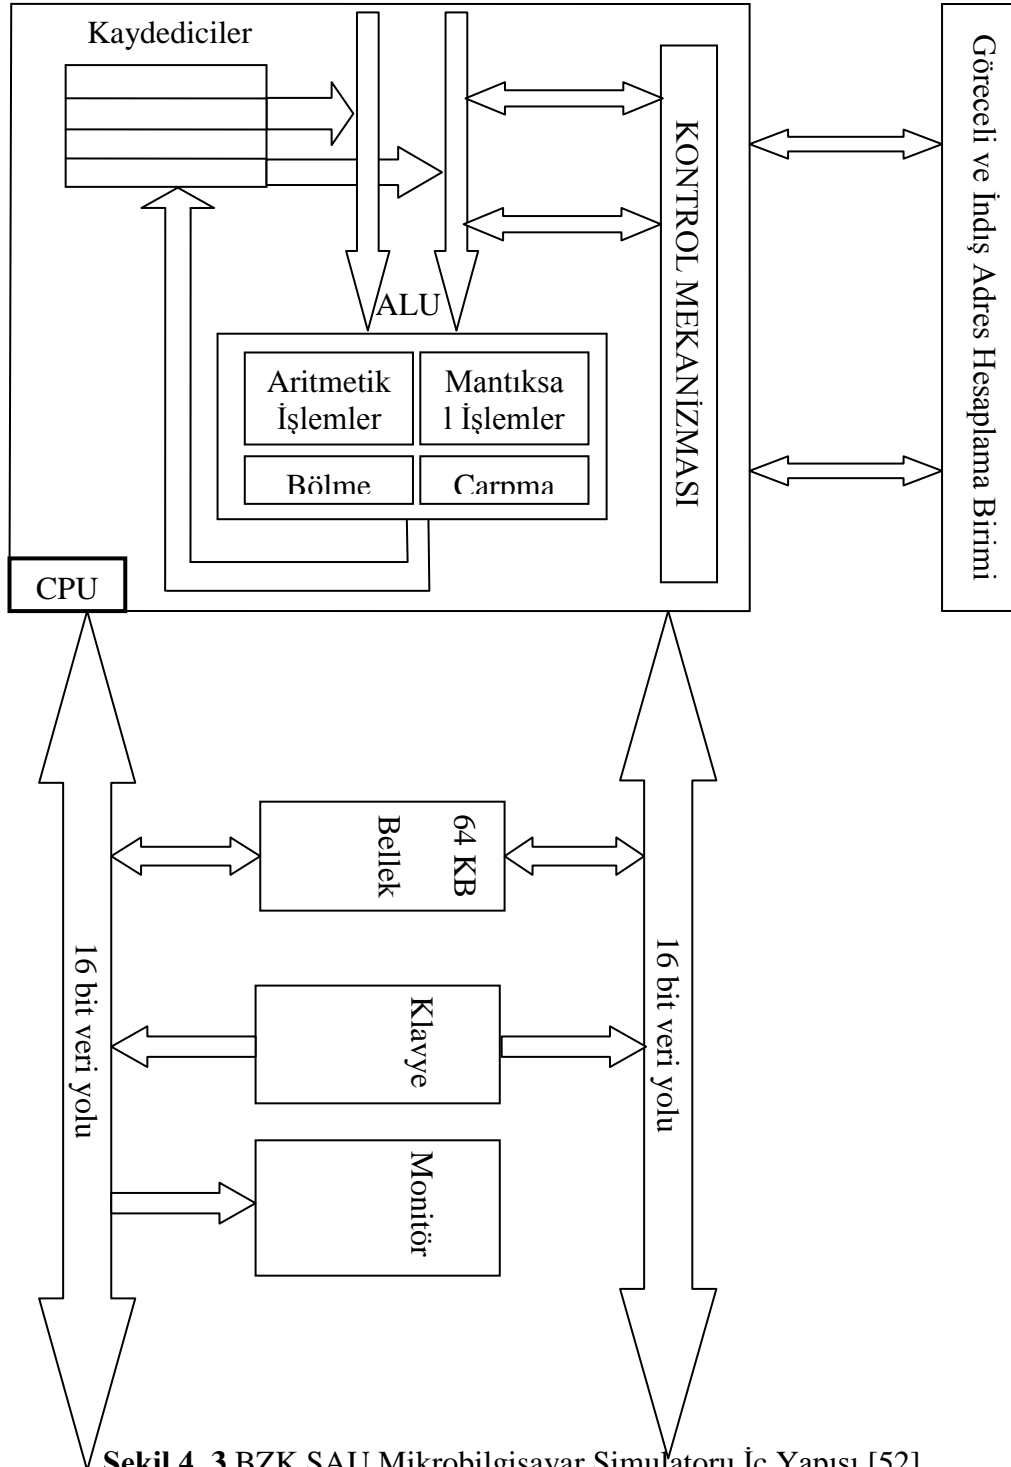 Kaydediciler
ALU
Aritmetik
İşlemler
Mantıksa
l İşlemler
Bölme
Çarpma
KONTROL MEKANİZMASI
Göreceli ve İndış Adres Hesaplama Birimi
CPU
64 KB
Bellek
Klavye
Monitör
16 bit veri yolu
16 bit veri yolu
Şekil 4. 3 BZK.SAU Mikrobilgisayar Simulatoru İç Yapısı [52]